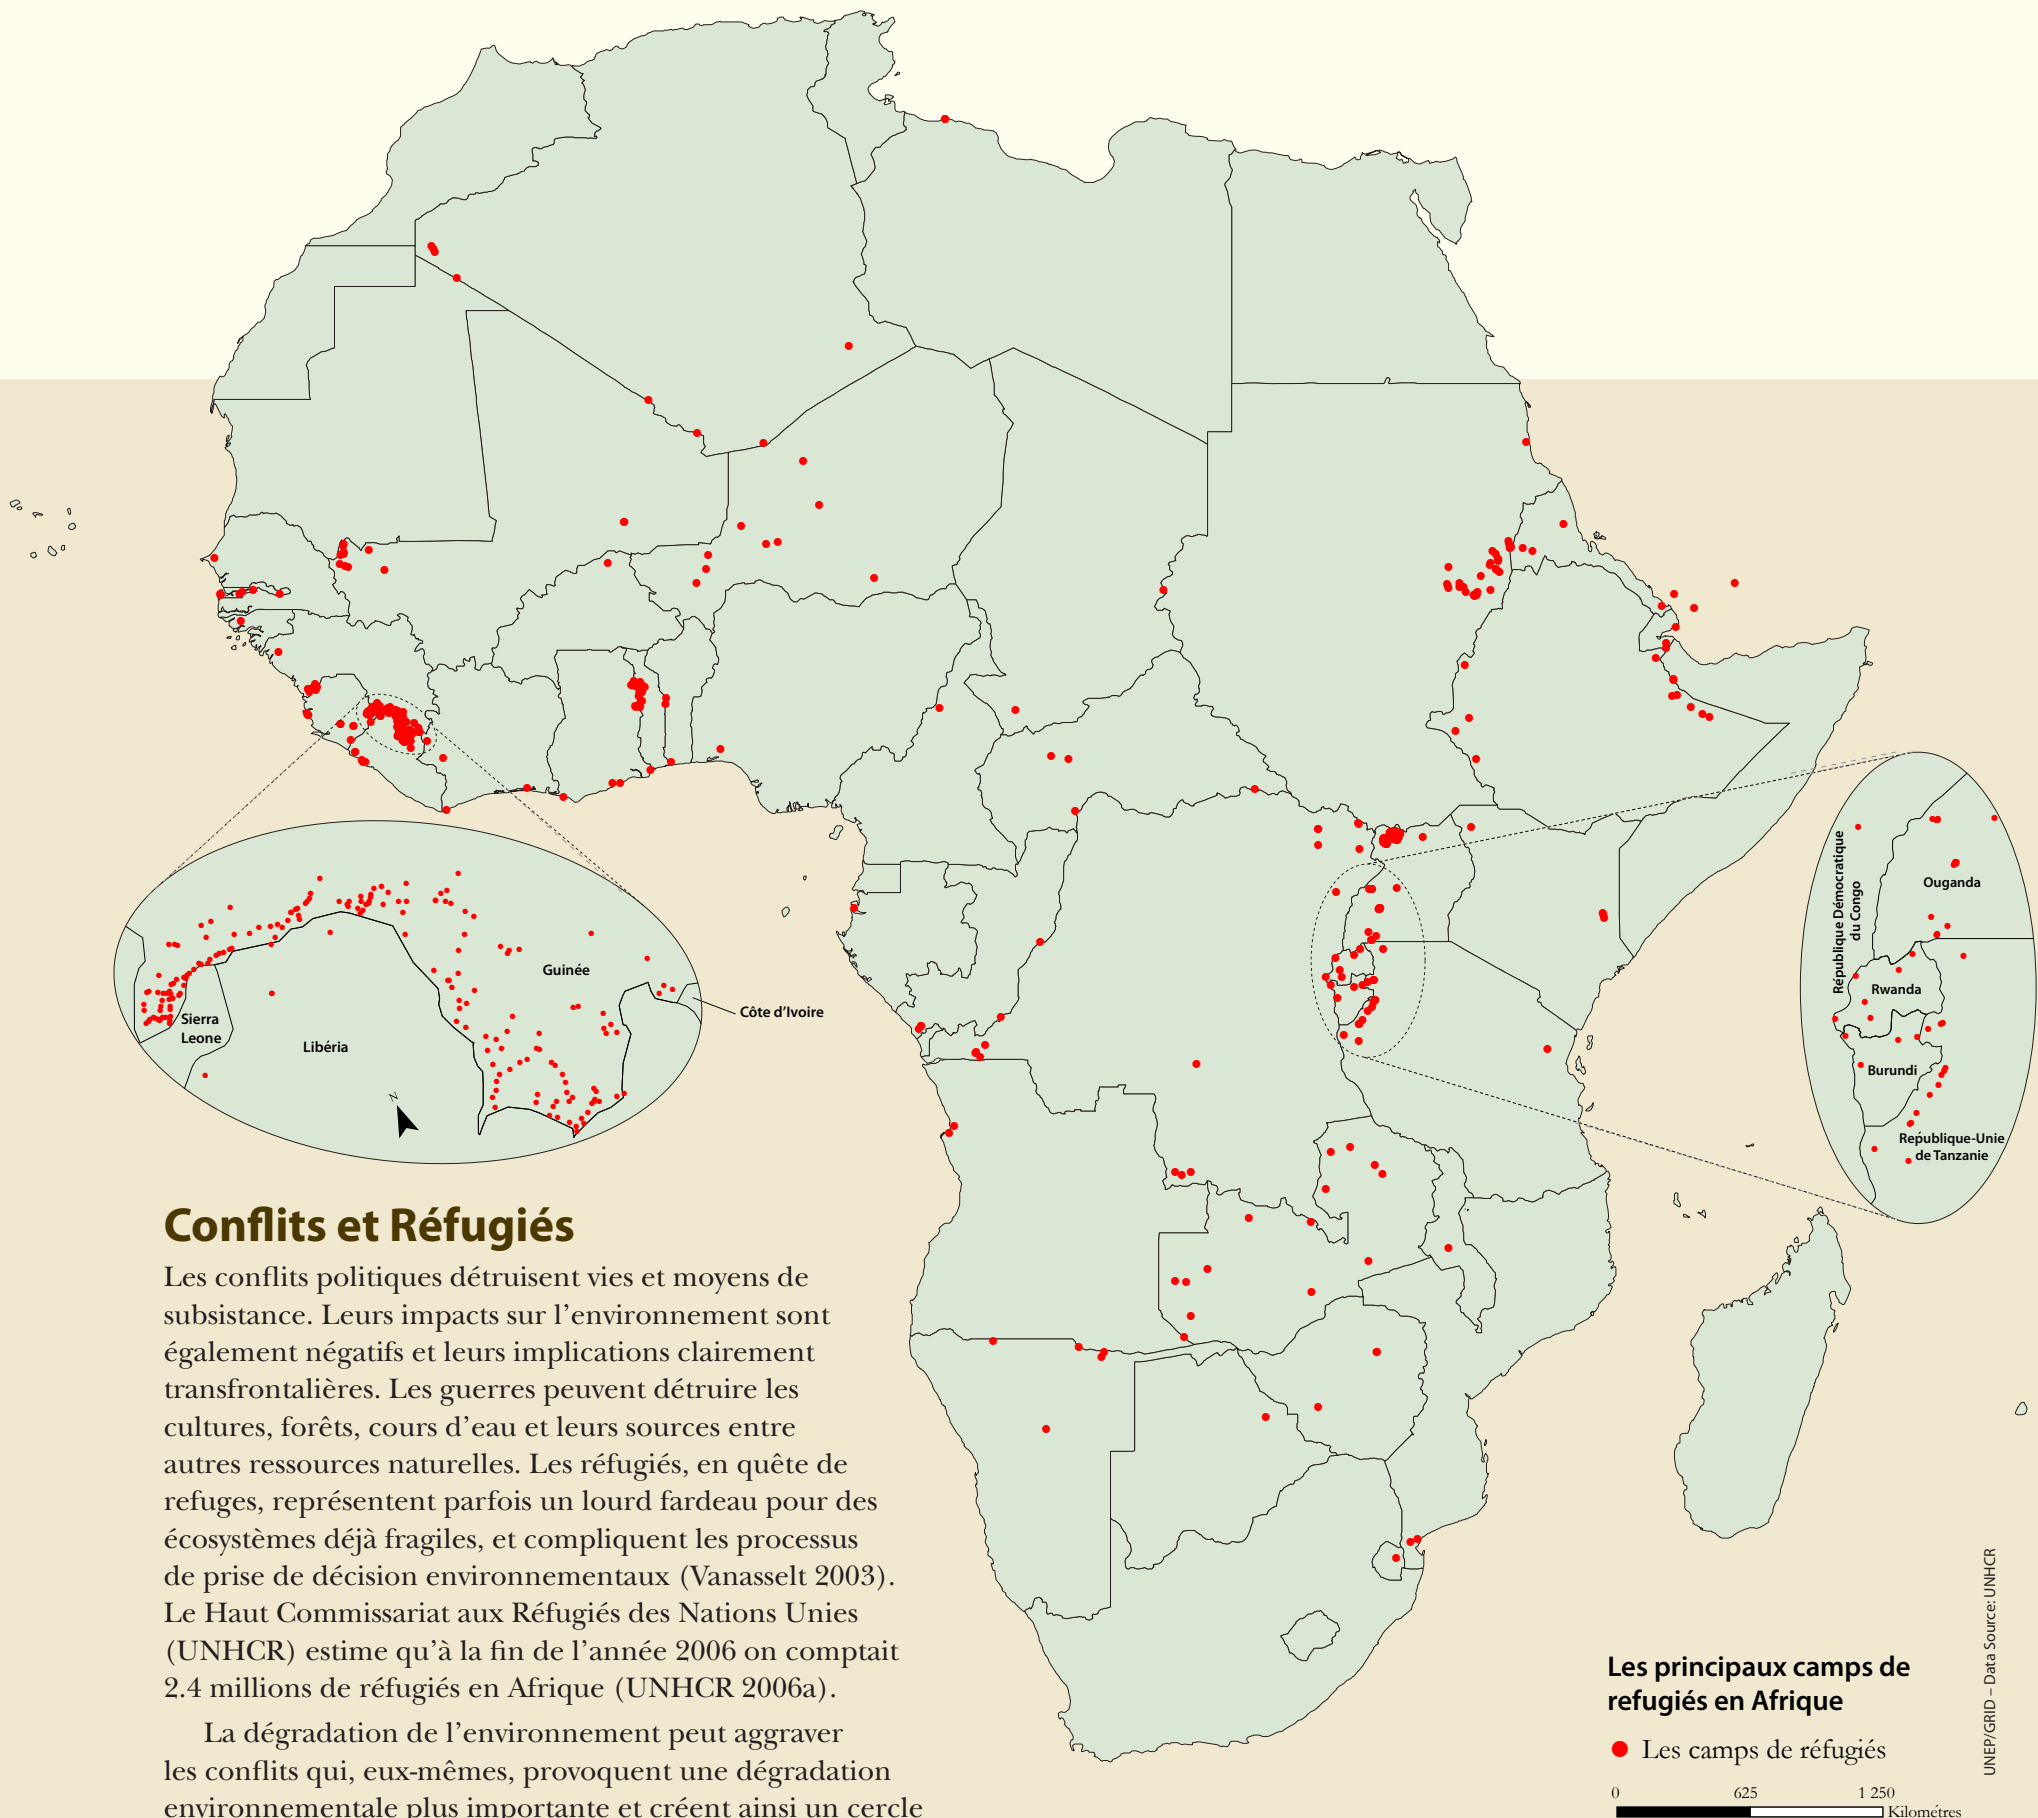 République Démocratique
du Congo
Ouganda
Rwanda
Burundi
République-Unie
de Tanzanie
Guinée
Côte d'Ivoire
Sierra
Leone
Libéria
N
Conflits et Réfugiés
Les conflits politiques détruisent vies et moyens de
subsistance. Leurs impacts sur l'environnement sont
également négatifs et leurs implications clairement
transfrontalières. Les guerres peuvent détruire les
cultures, forêts, cours d'eau et leurs sources entre
autres ressources naturelles. Les réfugiés, en quête de
refuges, représentent parfois un lourd fardeau pour des
écosystèmes déjà fragiles, et compliquent les processus
de prise de décision environnementaux (Vanasselt 2003).
Le Haut Commissariat aux Réfugiés des Nations Unies
(UNHCR) estime qu'à la fin de l'année 2006 on comptait
2.4 millions de réfugiés en Afrique (UNHCR 2006a).
La dégradation de l'environnement peut aggraver
les conflits qui, eux-mêmes, provoquent une dégradation
environnementale plus importante et créent ainsi un cercle
Les principaux camps de
refugiés en Afrique
Les camps de réfugiés
0 625 1 250
Kilométres
UNEP/GRID – Data Source: UNHCR